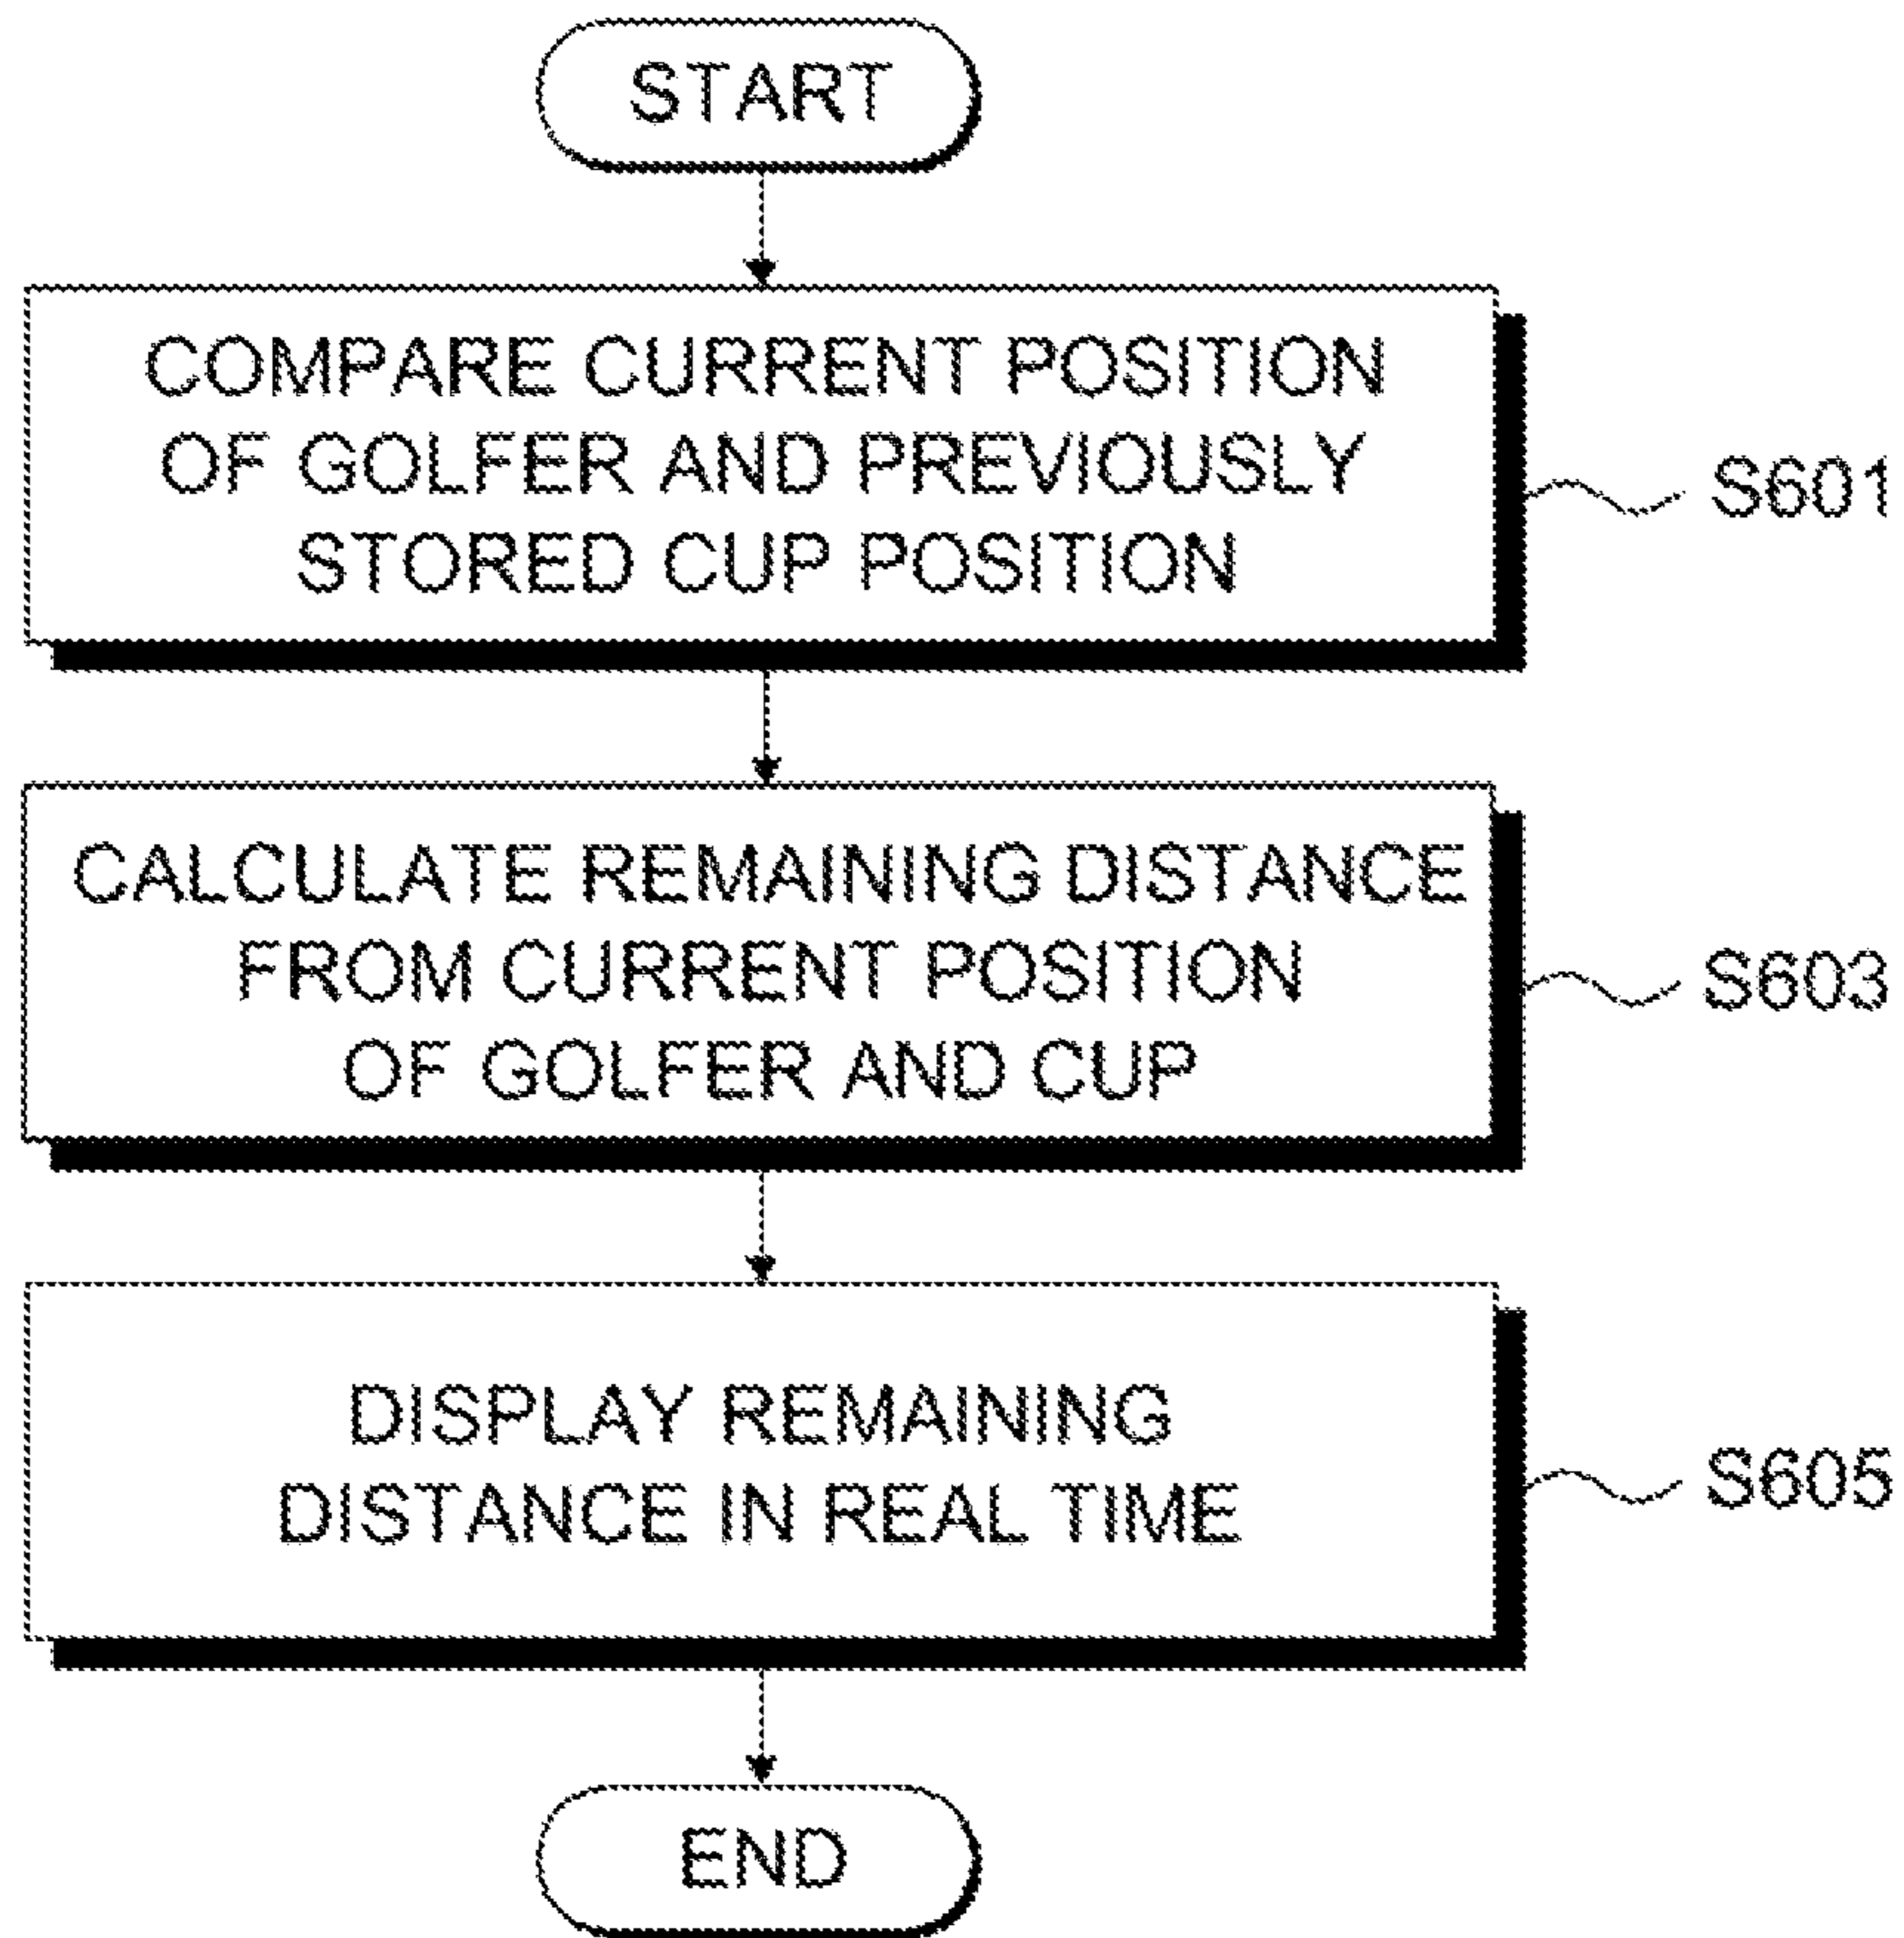 START
COMPARE CURRENT POSITION
OF GOLFER AND PREVIOUSLY
STORED CUP POSITION
S601
CALCULATE REMAINING DISTANCE
FROM CURRENT POSITION
OF GOLFER AND CUP
S603
DISPLAY REMAINING
DISTANCE IN REAL TIME
S605
END